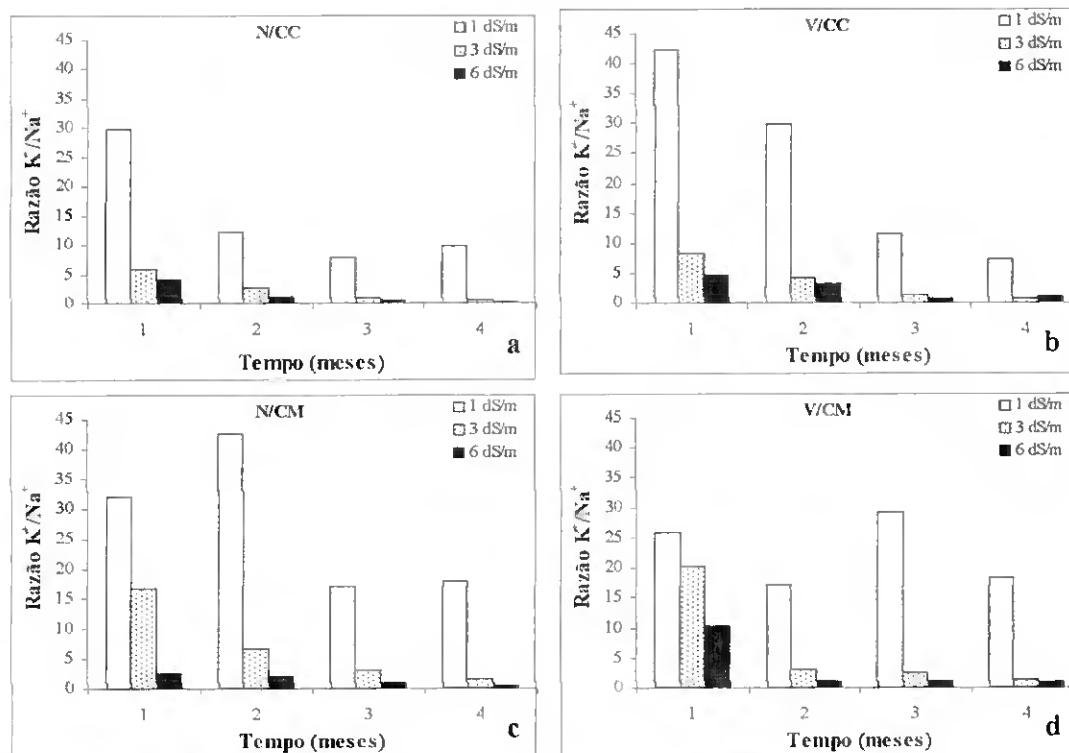 N/CC
1 dS/m
3 dS/m
6 dS/m
45
40
35
30
25
20
15
10
5
0
Razão K⁺/Na⁺
1 2 3 4
Tempo (meses)
a
V/CC
1 dS/m
3 dS/m
6 dS/m
45
40
35
30
25
20
15
10
5
0
Razão K⁺/Na⁺
1 2 3 4
Tempo (meses)
b
N/CM
1 dS/m
3 dS/m
6 dS/m
45
40
35
30
25
20
15
10
5
0
Razão K⁺/Na⁺
1 2 3 4
Tempo (meses)
c
V/CM
1 dS/m
3 dS/m
6 dS/m
45
40
35
30
25
20
15
10
5
0
Razão K⁺/Na⁺
1 2 3 4
Tempo (meses)
d